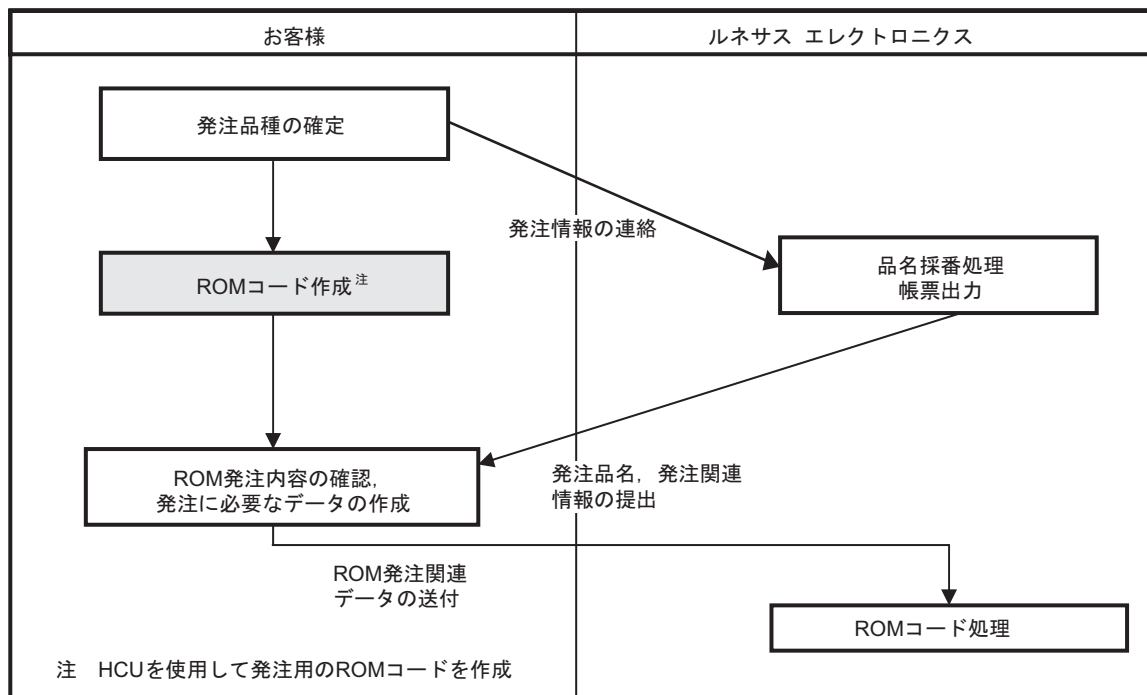 お客様
ルネサス エレクトロニクス
発注品種の確定
発注情報の連絡
品名採番処理
帳票出力
ROMコード作成注
ROM発注内容の確認,
発注に必要なデータの作成
発注品名，発注関連
情報の提出
ROM発注関連
データの送付
ROMコード処理
注 HCUを使用して発注用のROMコードを作成